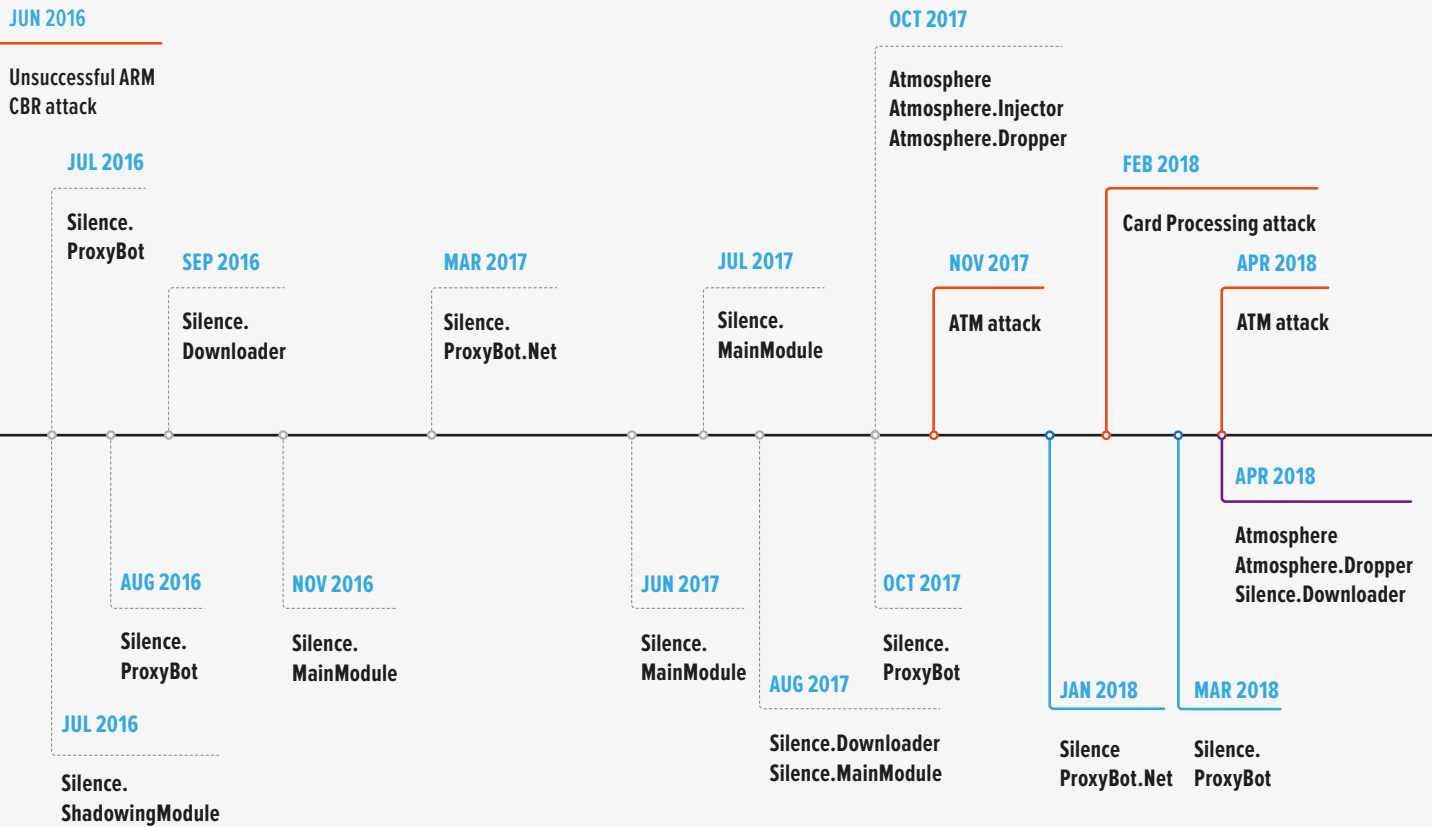 JUN 2016
Unsuccessful ARM
CBR attack
JUL 2016
Silence.
ProxyBot
SEP 2016
Silence.
Downloader
MAR 2017
Silence.
ProxyBot.Net
JUL 2017
Silence.
MainModule
OCT 2017
Atmosphere
Atmosphere.Injector
Atmosphere.Dropper
NOV 2017
ATM attack
FEB 2018
Card Processing attack
APR 2018
ATM attack
JUL 2016
Silence.
ShadowingModule
AUG 2016
Silence.
ProxyBot
NOV 2016
Silence.
MainModule
JUN 2017
Silence.
MainModule
AUG 2017
Silence.Downloader
Silence.MainModule
OCT 2017
Silence.
ProxyBot
JAN 2018
Silence
ProxyBot.Net
MAR 2018
Silence.
ProxyBot
APR 2018
Atmosphere
Atmosphere.Dropper
Silence.Downloader